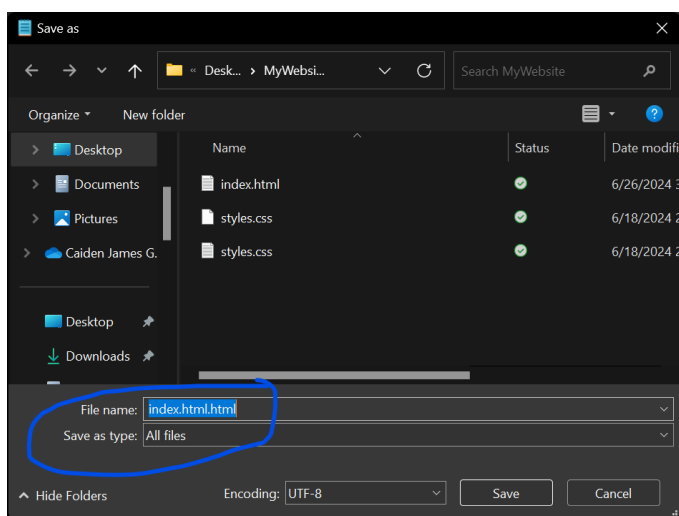 Save as
« Desk... › MyWebsi...
Search MyWebsite
Organize
New folder
Name Status Date modifi
Desktop
Documents
Pictures
Caiden James G.
index.html 6/26/2024 3
styles.css 6/18/2024 2
styles.css 6/18/2024 2
Desktop
Downloads
File name: index.html.html
Save as type: All files
Hide Folders
Encoding: UTF-8
Save
Cancel